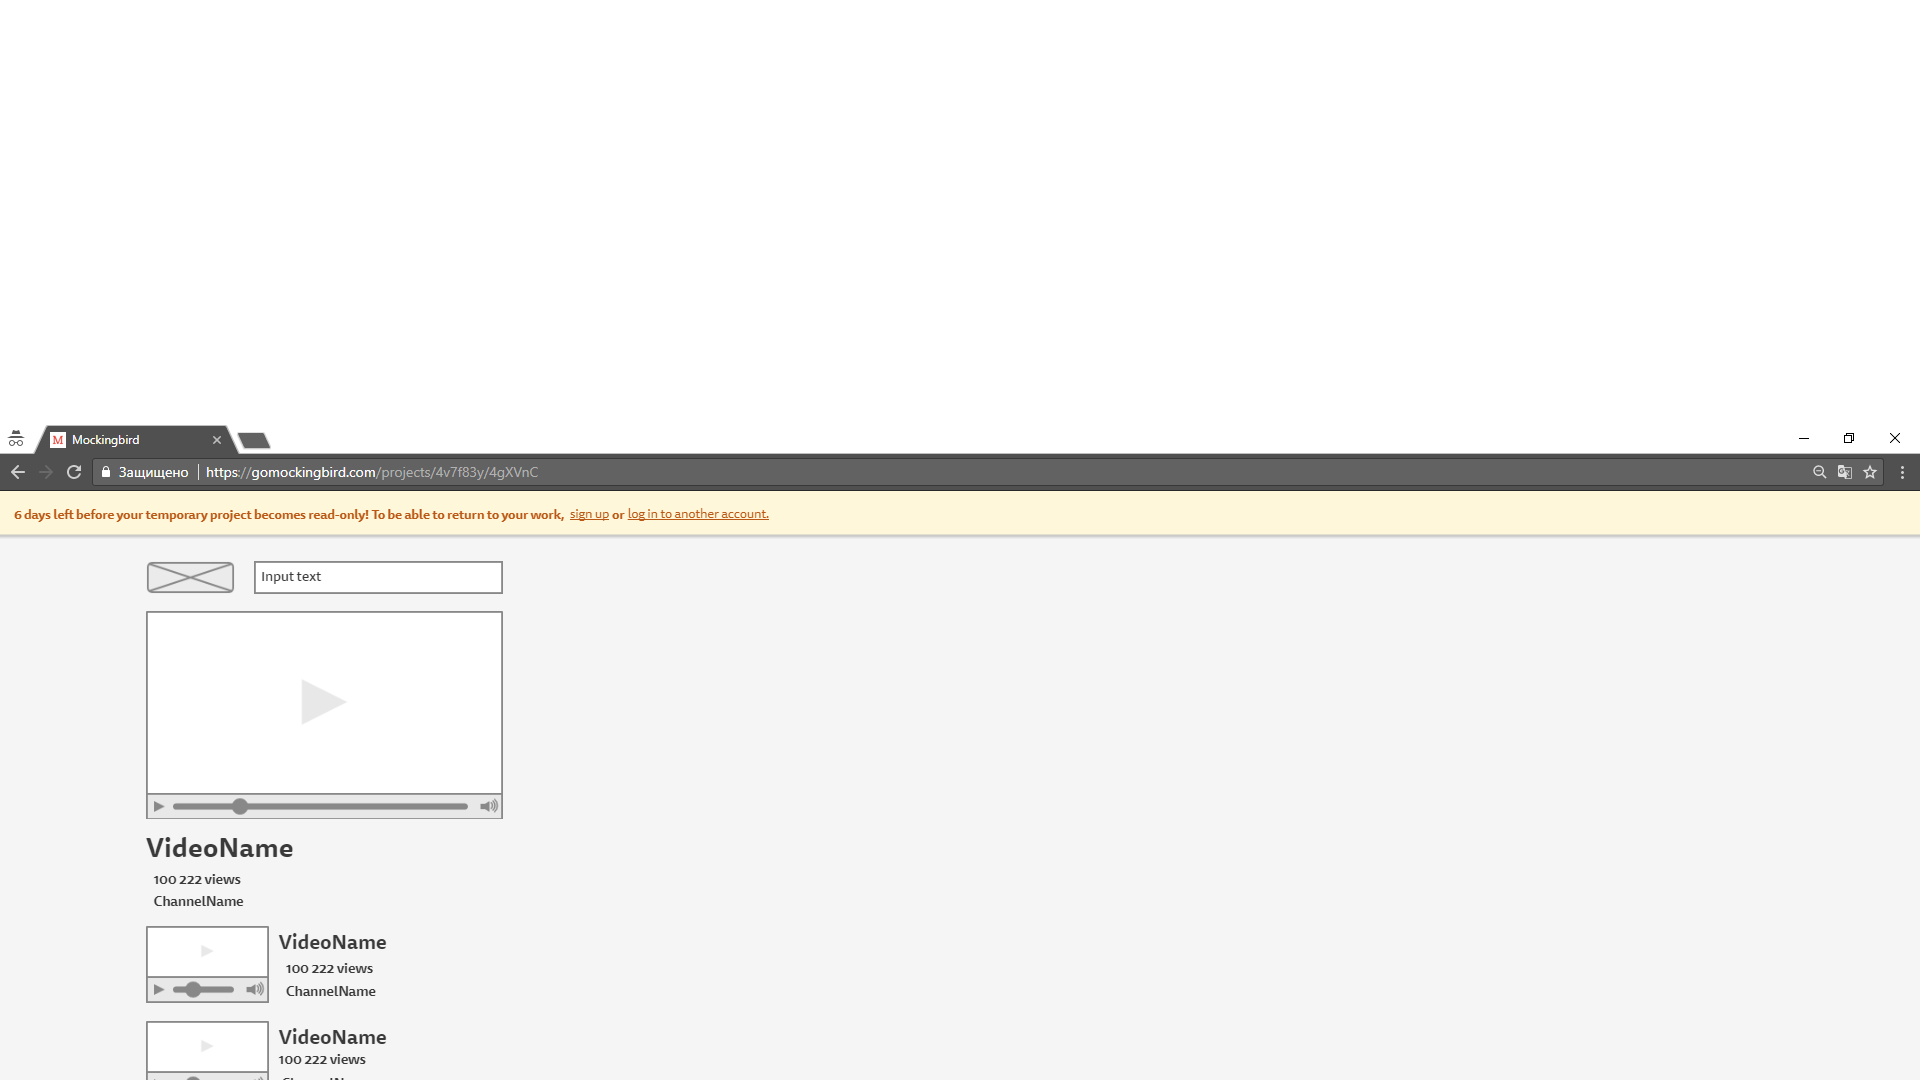 M Mockingbird
Защищено https://gomockingbird.com/projects/4v7f83y/4gXVnC
6 days left before your temporary project becomes read-only! To be able to return to your work, sign up or log in to another account.
Input text
VideoName
100 222 views
ChannelName
VideoName
100 222 views
ChannelName
VideoName
100 222 views